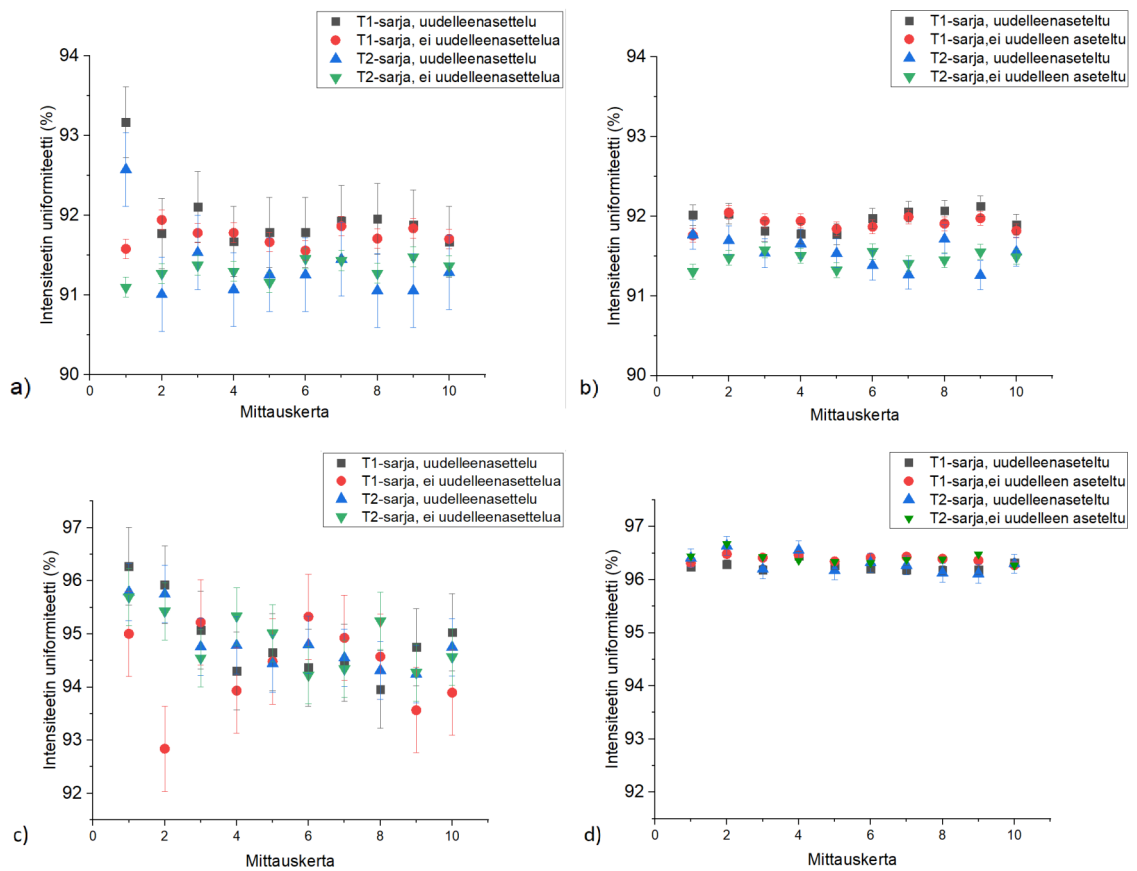 T1-sarja, uudelleenasettelu
T1-sarja, ei uudelleenasettelua
T2-sarja, uudelleenasettelu
T2-sarja, ei uudelleenasettelua
94
93
92
91
90
Intensiteetin uniformiteetti (%)
0 2 4 6 8 10
Mittauskerta
a)
T1-sarja, uudelleenaseteltu
T1-sarja,ei uudelleen aseteltu
T2-sarja, uudelleenaseteltu
T2-sarja,ei uudelleen aseteltu
94
93
92
91
90
Intensiteetin uniformiteetti (%)
0 2 4 6 8 10
Mittauskerta
b)
T1-sarja, uudelleenasettelu
T1-sarja, ei uudelleenasettelua
T2-sarja, uudelleenasettelu
T2-sarja, ei uudelleenasettelua
97
96
95
94
93
92
Intensiteetin uniformiteetti (%)
0 2 4 6 8 10
Mittauskerta
c)
T1-sarja, uudelleenaseteltu
T1-sarja,ei uudelleen aseteltu
T2-sarja, uudelleenaseteltu
T2-sarja,ei uudelleen aseteltu
97
96
95
94
93
92
Intensiteetin uniformiteetti (%)
0 2 4 6 8 10
Mittauskerta
d)